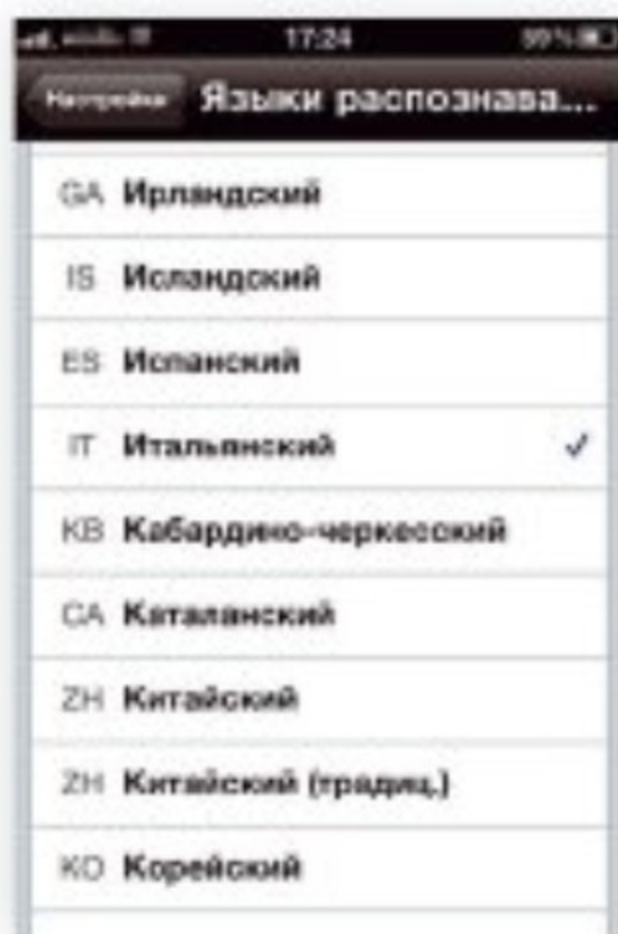 17:24
Настройки Языки распознава...
GA Ирландский
IS Исландский
ES Испанский
IT Итальянский ✓
KB Кабардино-черкесский
CA Каталанский
ZH Китайский
ZH Китайский (традиц.)
KO Корейский